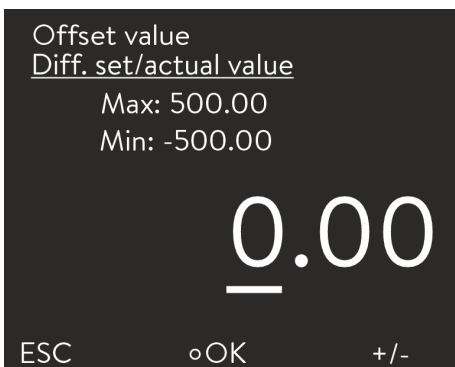 Offset value
Diff. set/actual value
Max: 500.00
Min: -500.00
0.00
ESC ○OK +/-